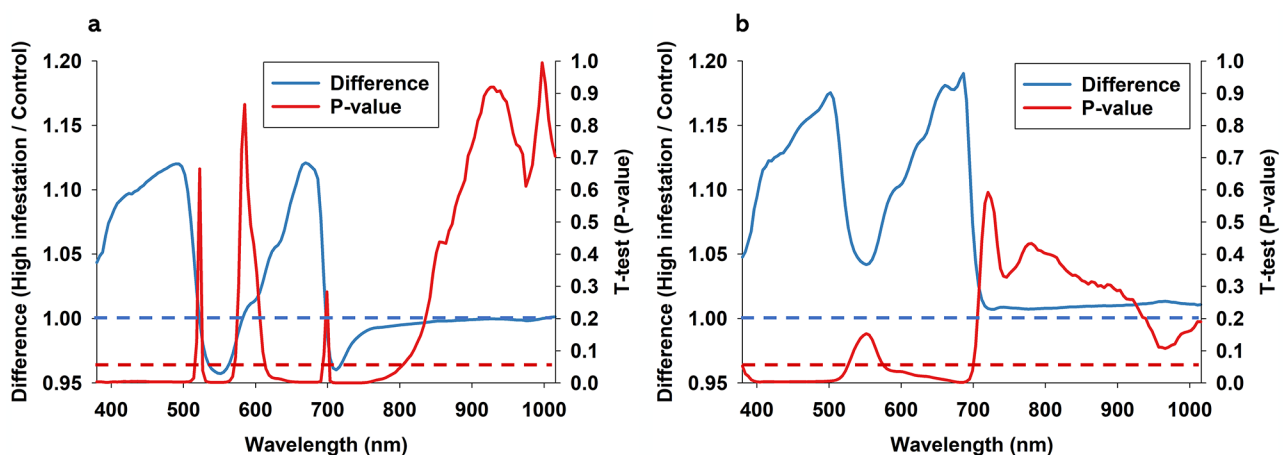 a
Difference (High infestation / Control)
1.20
1.15
1.10
1.05
1.00
0.95
Difference
P-value
1.0
0.9
0.8
0.7
0.6
0.5
0.4
0.3
0.2
0.1
0.0
T-test (P-value)
400 500 600 700 800 900 1000
Wavelength (nm)
b
Difference (High infestation / Control)
1.20
1.15
1.10
1.05
1.00
0.95
Difference
P-value
1.0
0.9
0.8
0.7
0.6
0.5
0.4
0.3
0.2
0.1
0.0
T-test (P-value)
400 500 600 700 800 900 1000
Wavelength (nm)